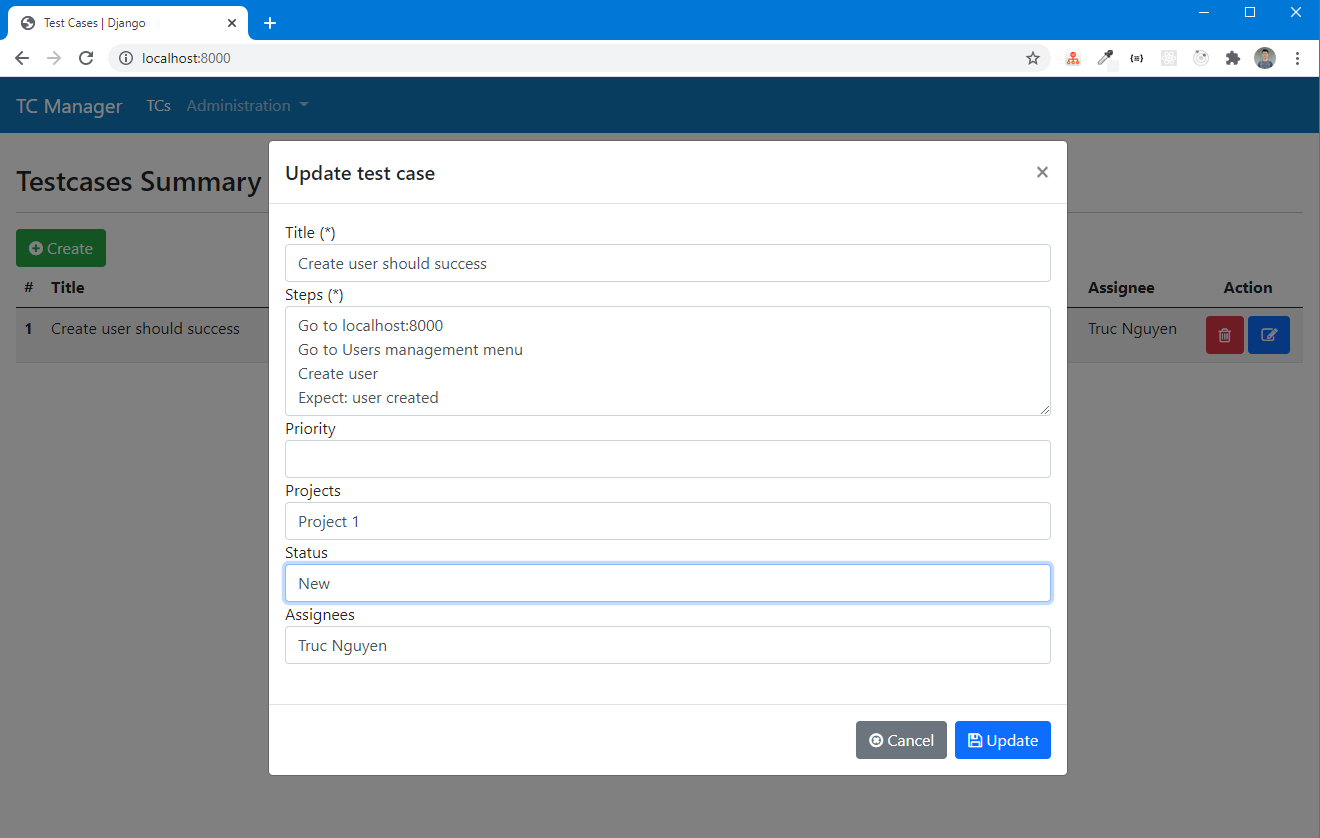 Test Cases | Django
localhost:8000
TC Manager TCs Administration
Testcases Summary
Create
# Title Assignee Action
1 Create user should success Truc Nguyen
Update test case
Title (*)
Create user should success
Steps (*)
Go to localhost:8000
Go to Users management menu
Create user
Expect: user created
Priority
Projects
Project 1
Status
New
Assignees
Truc Nguyen
Cancel Update